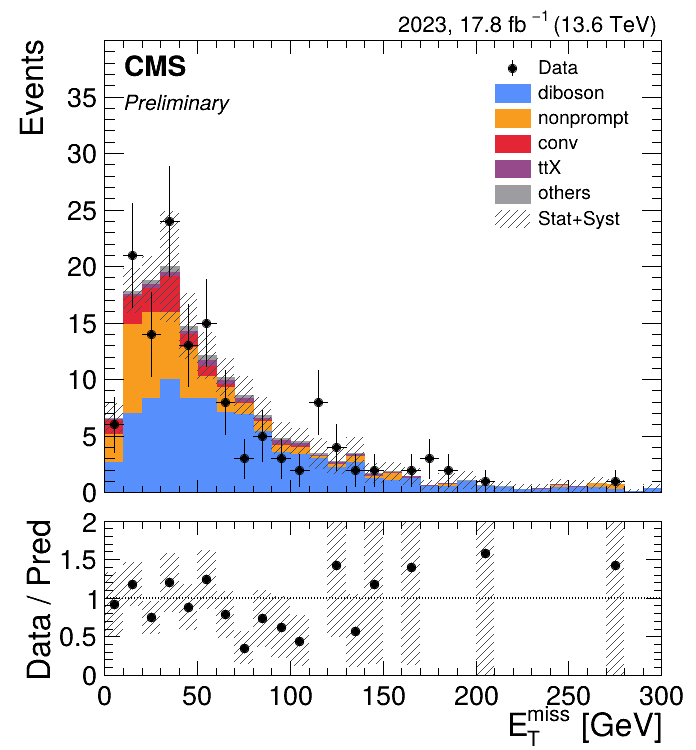 2023, 17.8 fb⁻¹ (13.6 TeV)
CMS
Preliminary
Events
35
30
25
20
15
10
5
0
Data
diboson
nonprompt
conv
ttX
others
Stat+Syst
Data / Pred
2
1.5
1
0.5
0
0 50 100 150 200 250 300
E_T^miss [GeV]